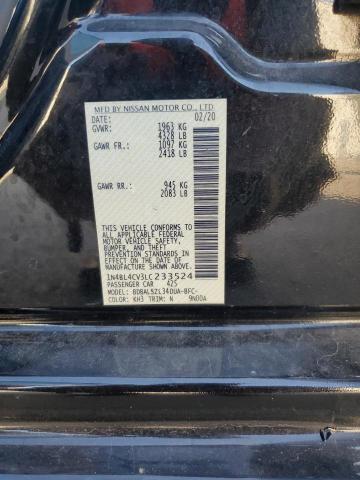 MFD BY NISSAN MOTOR CO., LTD
DATE: 02/20
GVWR: 1963 KG
4328 LB
GAWR FR.: 1097 KG
2418 LB
GAWR RR.: 945 KG
2083 LB
THIS VEHICLE CONFORMS TO ALL
APPLICABLE FEDERAL
MOTOR VEHICLE SAFETY,
BUMPER, AND THEFT
PREVENTION STANDARDS
IN EFFECT ON THE DATE OF
MANUFACTURE SHOWN ABOVE.
1N4BL4CV3LC233524
PASSENGER CAR 425
MODEL: BDBALSZL34DUA-BFC-
COLOR: KH3 TRIM: N 9N00A